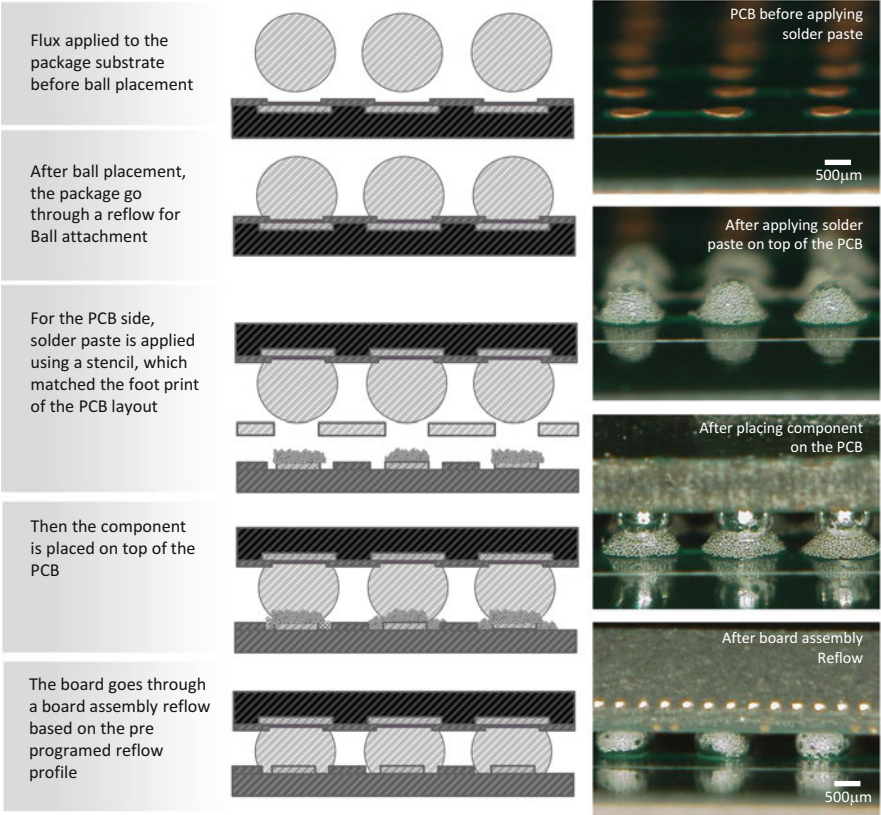 Flux applied to the
package substrate
before ball placement
After ball placement,
the package go
through a reflow for
Ball attachment
For the PCB side,
solder paste is applied
using a stencil, which
matched the foot print
of the PCB layout
Then the component
is placed on top of the
PCB
The board goes through
a board assembly reflow
based on the pre
programed reflow
profile
PCB before applying
solder paste
500μm
After applying solder
paste on top of the PCB
After placing component
on the PCB
After board assembly
Reflow
500μm